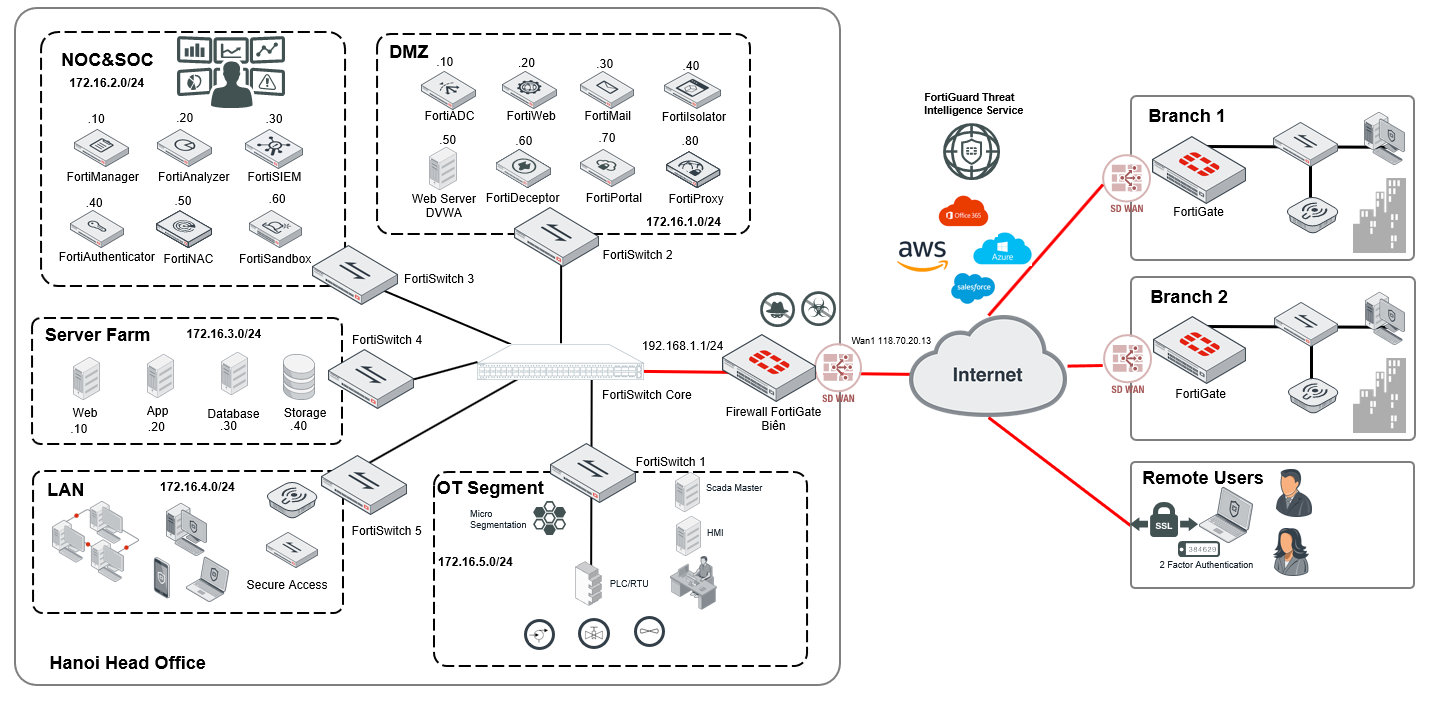 NOC&SOC
172.16.2.0/24
.10
.20
.30
FortiManager
FortiAnalyzer
FortiSIEM
.40
.50
.60
FortiAuthenticator
FortiNAC
FortiSandbox
FortiSwitch 3
DMZ
.10
.20
.30
.40
FortiADC
FortiWeb
FortiMail
FortiIsolator
.50
.60
.70
.80
Web Server
DVWA
FortiDeceptor
FortiPortal
FortiProxy
172.16.1.0/24
FortiSwitch 2
Server Farm
172.16.3.0/24
FortiSwitch 4
Web
.10
App
.20
Database
.30
Storage
.40
LAN
172.16.4.0/24
Secure Access
FortiSwitch 5
FortiSwitch Core
192.168.1.1/24
Firewall FortiGate
Biên
SD WAN
Wan1 118.70.20.13
FortiSwitch 1
OT Segment
Micro
Segmentation
172.16.5.0/24
Scada Master
HMI
PLC/RTU
Hanoi Head Office
FortiGuard Threat
Intelligence Service
Office 365
aws
Azure
salesforce
Internet
Branch 1
SD WAN
FortiGate
Branch 2
SD WAN
FortiGate
Remote Users
SSL
384629
2 Factor Authentication